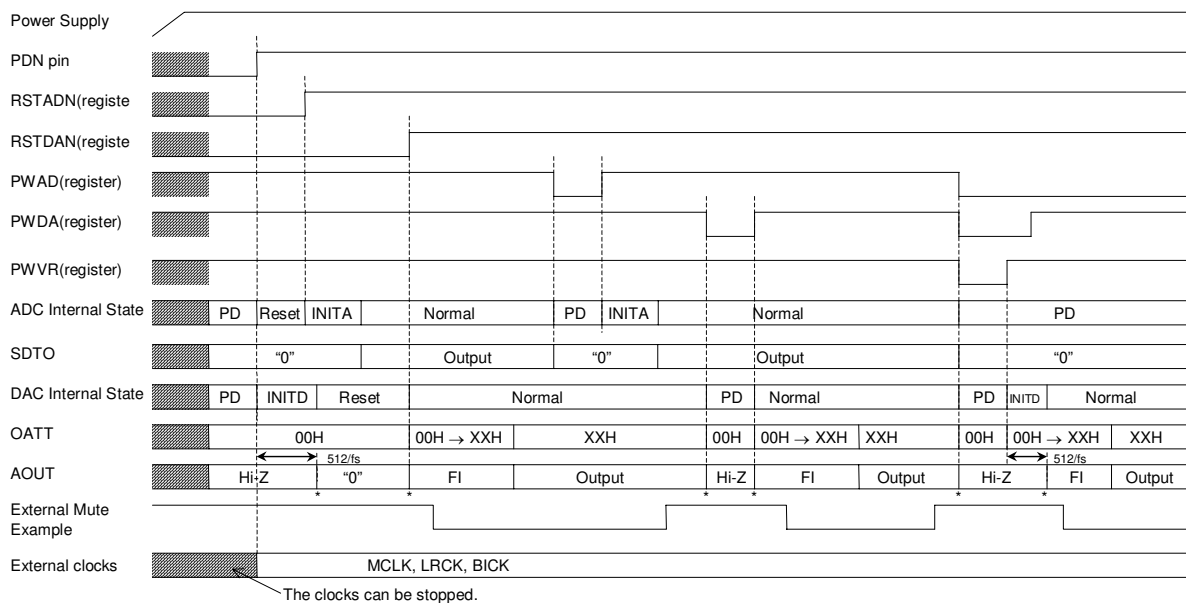 Power Supply
PDN pin
RSTADN(registe
RSTDAN(registe
PWAD(register)
PWDA(register)
PWVR(register)
ADC Internal State PD Reset INITA Normal PD INITA Normal PD
SDTO “0” Output “0” Output “0”
DAC Internal State PD INITD Reset Normal PD Normal PD INITD Normal
OATT 00H 00H → XXH XXH 00H 00H → XXH XXH 00H 00H → XXH XXH
512/fs 512/fs
AOUT Hi-Z “0” FI Output Hi-Z FI Output Hi-Z FI Output
* * * * * *
External Mute
Example
External clocks MCLK, LRCK, BICK
The clocks can be stopped.